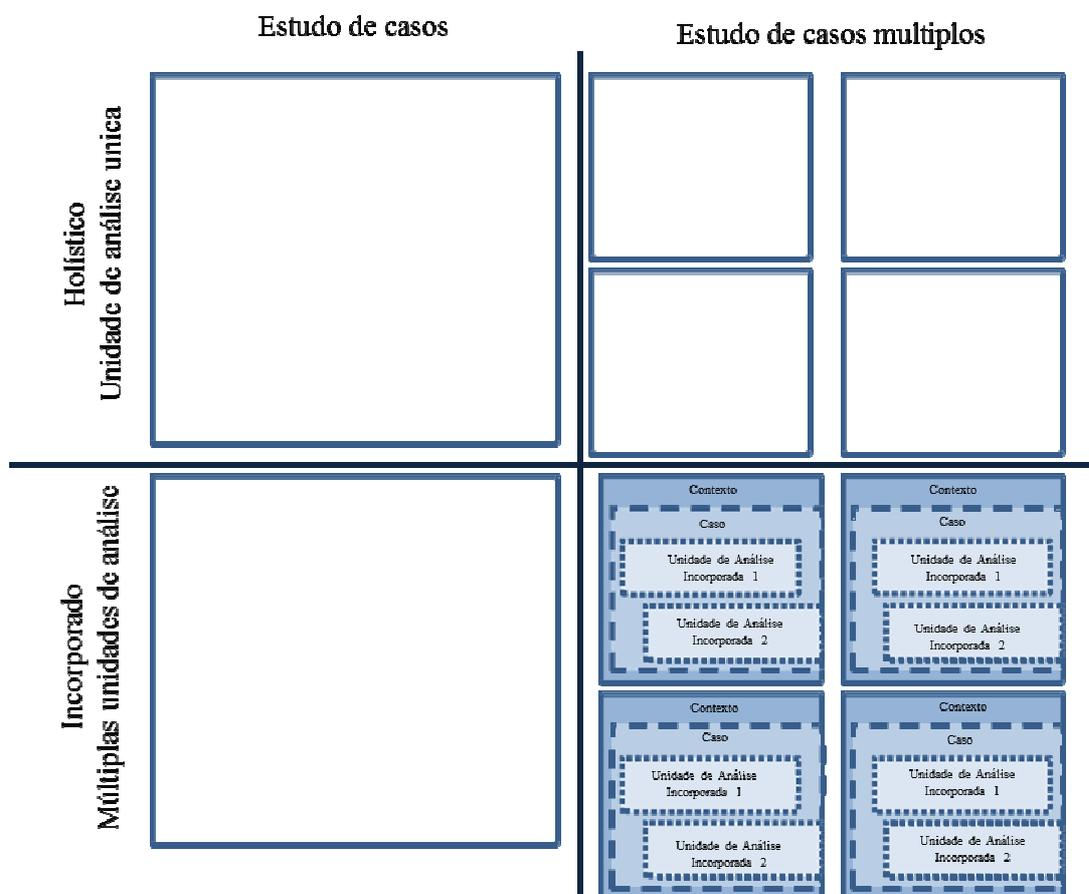 Estudo de casos
Estudo de casos multiplos
Holístico
Unidade de análise unica
Incorporado
Múltiplas unidades de análise
Contexto
Caso
Unidade de Análise
Incorporada 1
Unidade de Análise
Incorporada 2
Contexto
Caso
Unidade de Análise
Incorporada 1
Unidade de Análise
Incorporada 2
Contexto
Caso
Unidade de Análise
Incorporada 1
Unidade de Análise
Incorporada 2
Contexto
Caso
Unidade de Análise
Incorporada 1
Unidade de Análise
Incorporada 2